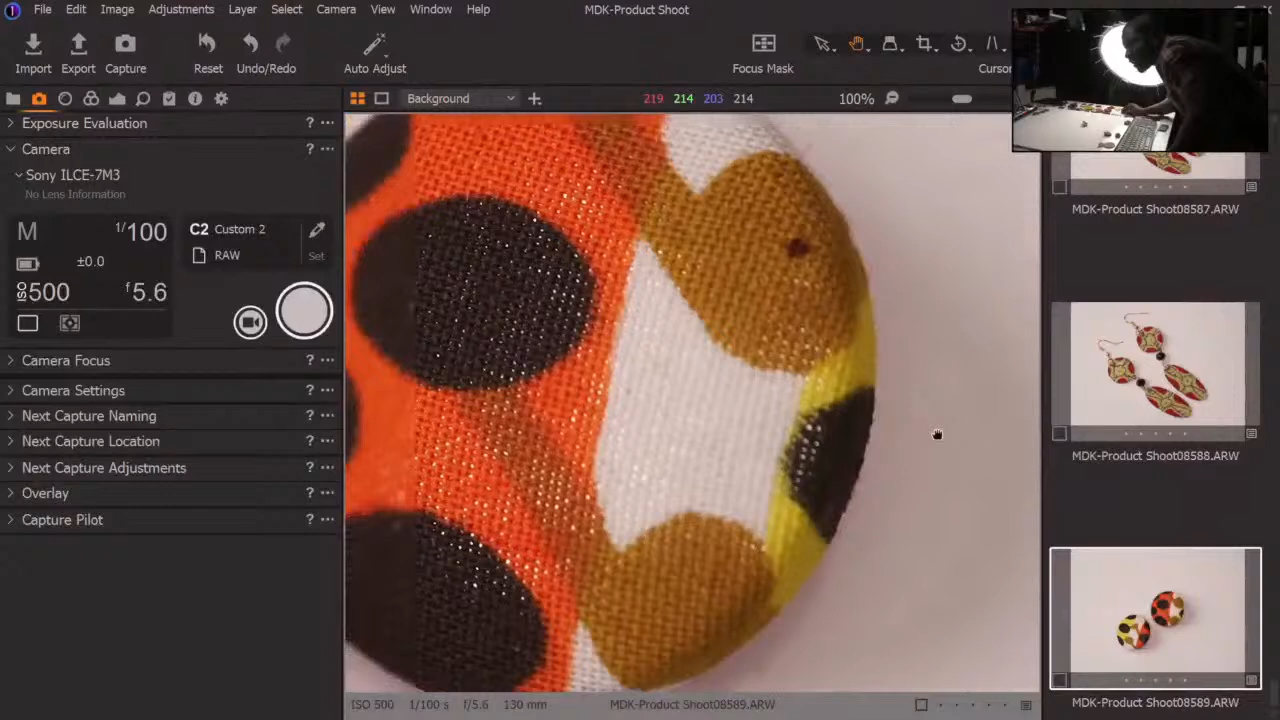 File Edit Image Adjustments Layer Select Camera View Window Help
MDK-Product Shoot
Import Export Capture Reset Undo/Redo Auto Adjust Focus Mask Cursor
Background 219 214 203 214 100%
Exposure Evaluation ? ...
Camera ? ...
Sony ILCE-7M3
No Lens Information
M 1/100 C2 Custom 2
±0.0 RAW Set
ISO 500 f5.6
Camera Focus ? ...
Camera Settings ? ...
Next Capture Naming ? ...
Next Capture Location ? ...
Next Capture Adjustments ? ...
Overlay ? ...
Capture Pilot ? ...
MDK-Product Shoot08587.ARW
MDK-Product Shoot08588.ARW
MDK-Product Shoot08589.ARW
ISO 500 1/100 s f/5.6 130 mm MDK-Product Shoot08589.ARW